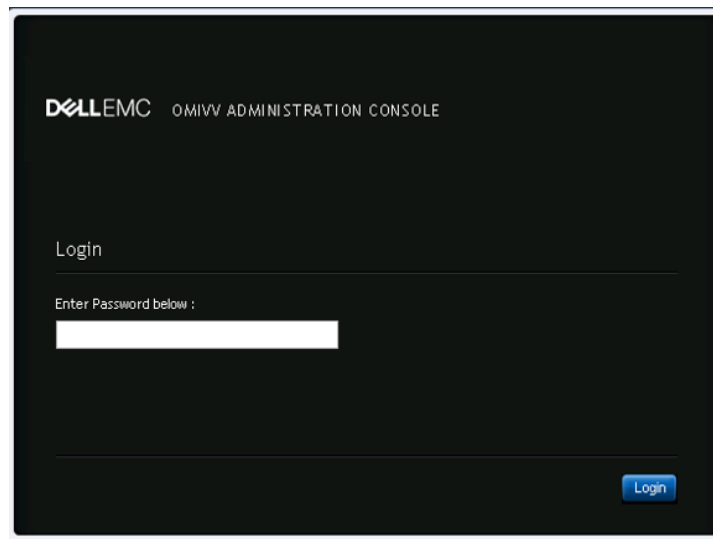 DELLEMC OMIVV ADMINISTRATION CONSOLE
Login
Enter Password below :
Login